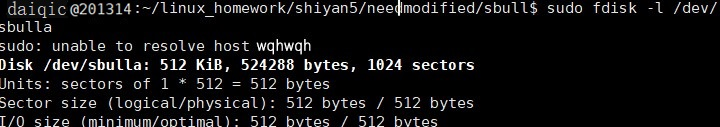 daiqic@201314:~/linux_homework/shiyan5/needmodified/sbull$ sudo fdisk -l /dev/
sbulla
sudo: unable to resolve host wqhwqh
Disk /dev/sbulla: 512 KiB, 524288 bytes, 1024 sectors
Units: sectors of 1 * 512 = 512 bytes
Sector size (logical/physical): 512 bytes / 512 bytes
I/O size (minimum/optimal): 512 bytes / 512 bytes